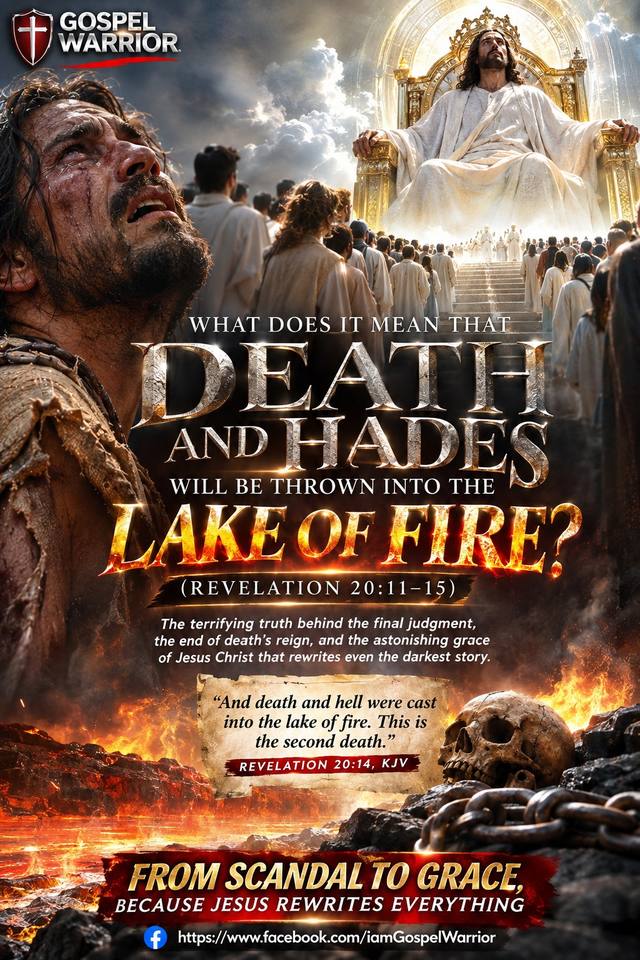 GOSPEL
WARRIOR
WHAT DOES IT MEAN THAT
DEATH
AND HADES
WILL BE THROWN INTO THE
LAKE OF FIRE?
(REVELATION 20:11–15)
The terrifying truth behind the final judgment,
the end of death's reign, and the astonishing grace
of Jesus Christ that rewrites even the darkest story.
“And death and hell were cast
into the lake of fire. This is
the second death.”
REVELATION 20:14, KJV
FROM SCANDAL TO GRACE,
BECAUSE JESUS REWRITES EVERYTHING
https://www.facebook.com/iamGospelWarrior